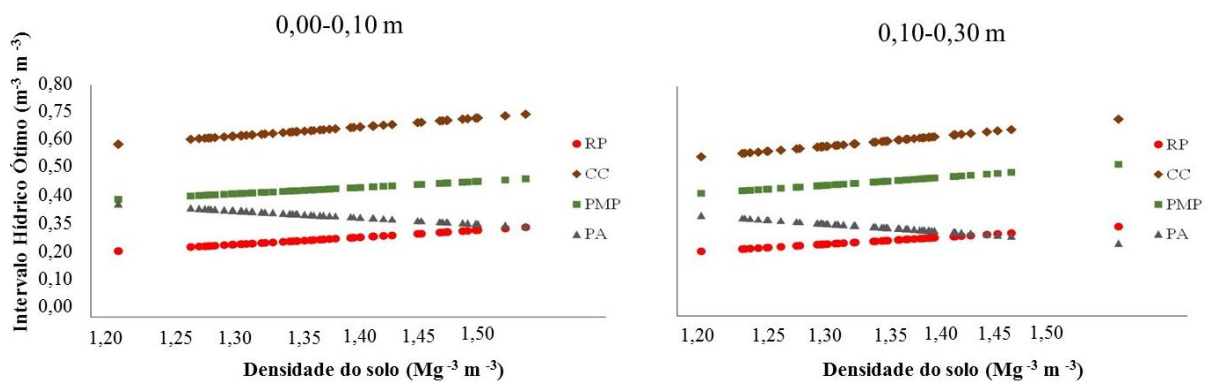 0,00-0,10 m
0,10-0,30 m
Intervalo Hídrico Ótimo (m-3 m -3)
0,80
0,75
0,60
0,50
0,40
0,35
0,20
0,10
0,00
RP
CC
PMP
PA
RP
CC
PMP
PA
1,20 1,25 1,30 1,35 1,40 1,45 1,50
1,20 1,25 1,30 1,35 1,40 1,45 1,50
Densidade do solo (Mg -3 m -3)
Densidade do solo (Mg -3 m -3)